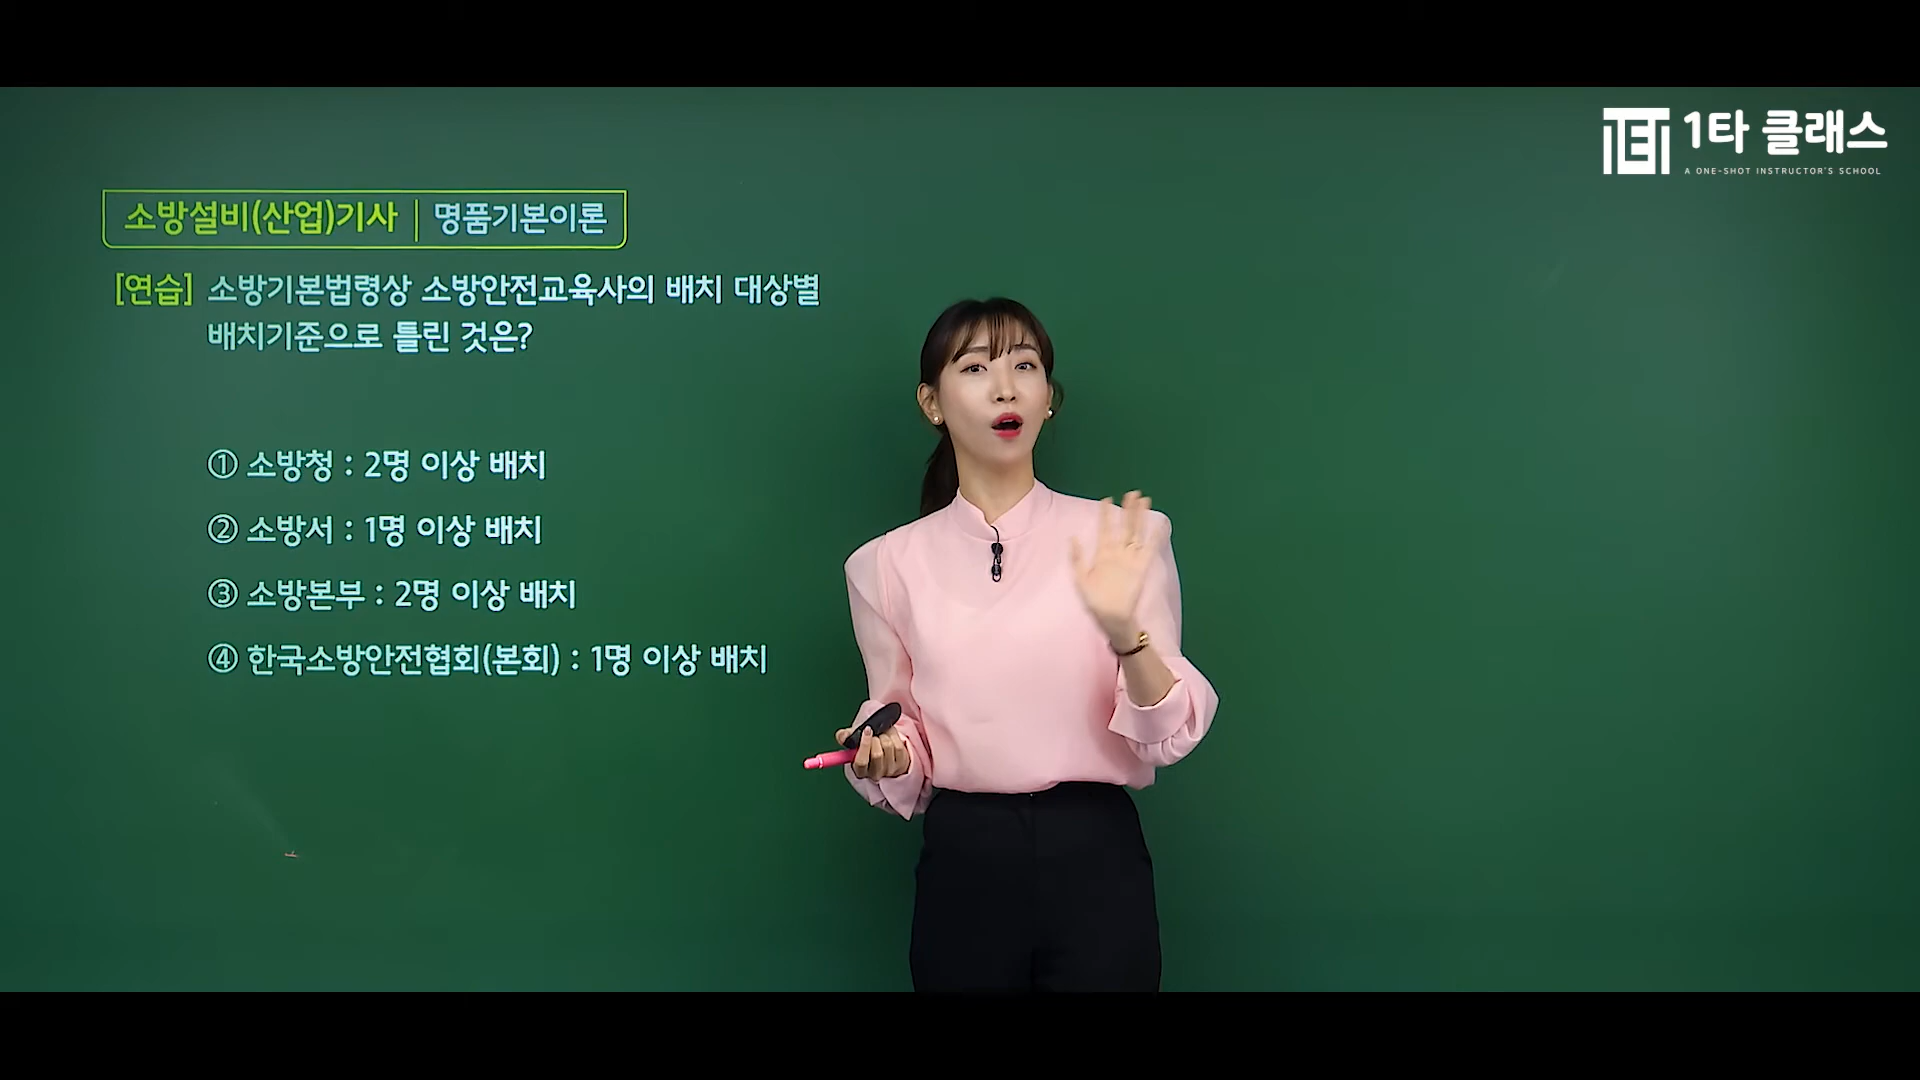 1타 클래스
A ONE-SHOT INSTRUCTOR'S SCHOOL
소방설비(산업)기사 | 명품기본이론
[연습] 소방기본법령상 소방안전교육사의 배치 대상별
배치기준으로 틀린 것은?
① 소방청 : 2명 이상 배치
② 소방서 : 1명 이상 배치
③ 소방본부 : 2명 이상 배치
④ 한국소방안전협회(본회) : 1명 이상 배치